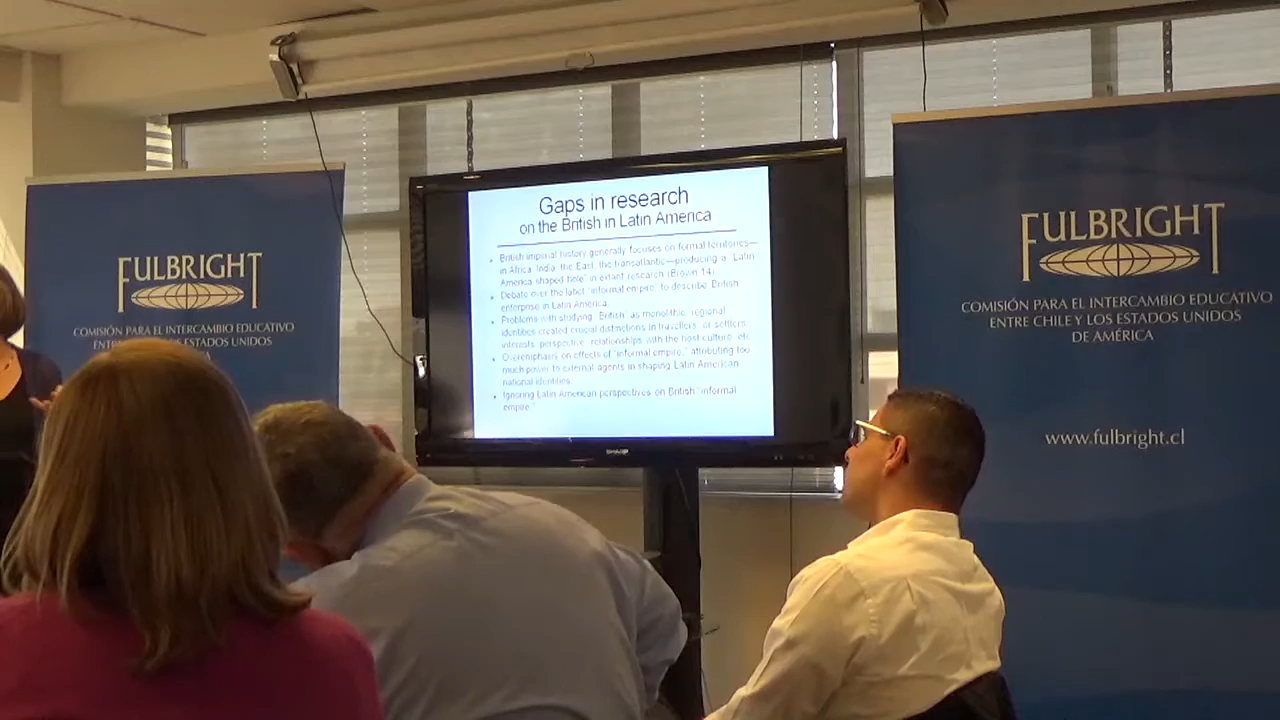 FULBRIGHT
COMISIÓN PARA EL INTERCAMBIO EDUCATIVO
Y LOS ESTADOS UNIDOS
Gaps in research
on the British in Latin America
• British imperial history generally focuses on formal territories—
in Africa, India, the East, the transatlantic—producing a "Latin
America shaped hole" in extant research (Brown 14).
• Debate over the label "informal empire" to describe British
enterprise in Latin America.
• Problems with studying "British" as monolithic: regional
identities created crucial distinctions in travellers' or settlers'
interests, perspective, relationships with the host culture, etc.
• Overemphasis on effects of "informal empire," attributing too
much power to external agents in shaping Latin American
national identities.
• Ignoring Latin American perspectives on British "informal
empire."
SHARP
FULBRIGHT
COMISIÓN PARA EL INTERCAMBIO EDUCATIVO
ENTRE CHILE Y LOS ESTADOS UNIDOS
DE AMÉRICA
www.fulbright.cl